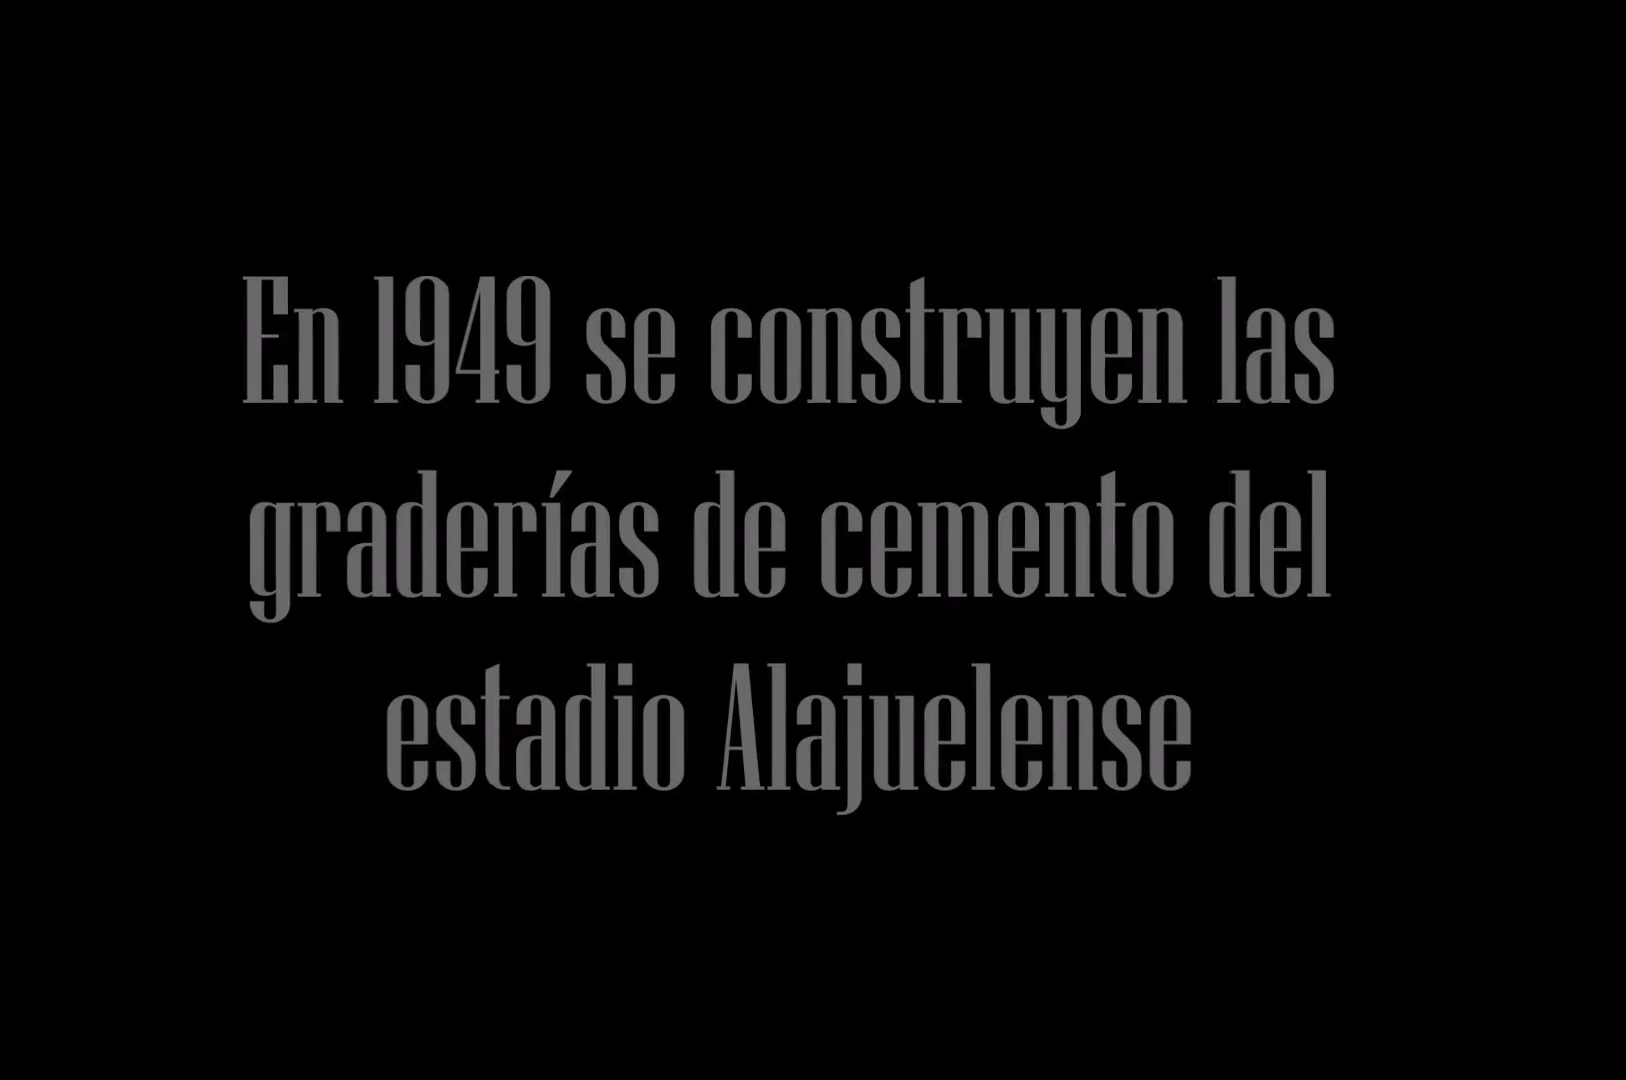 En 1949 se construyen las
graderías de cemento del
estadio Alajuelense